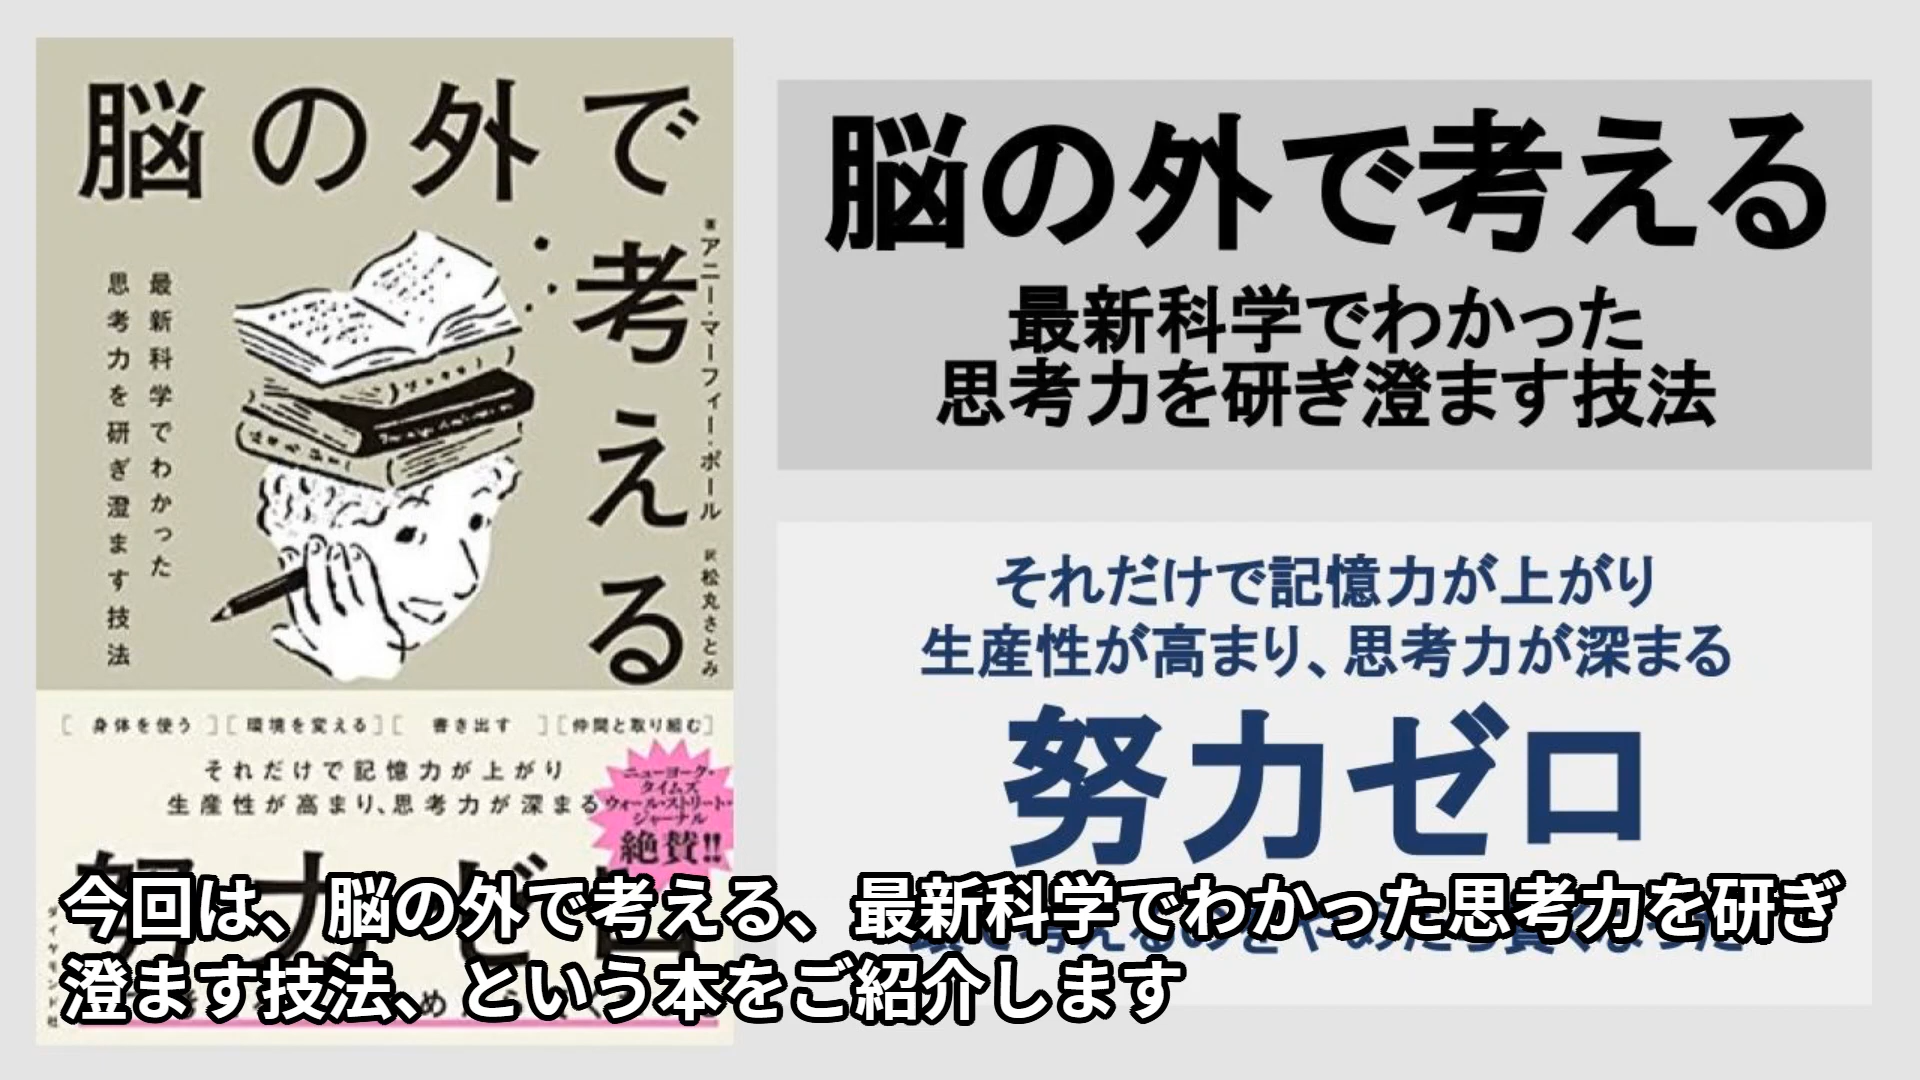 脳の外で考える
最新科学でわかった
思考力を研ぎ澄ます技法
著 アニー・マーフィー・ポール 訳 松丸さとみ
[ 身体を使う ][ 環境を変える ][ 書き出す ][ 仲間と取り組む ]
それだけで記憶力が上がり
生産性が高まり、思考力が深まる
ニューヨーク・
タイムズ
ウォール・ストリート・
ジャーナル
絶賛!!
ダイヤモンド社
脳の外で考える
最新科学でわかった
思考力を研ぎ澄ます技法
それだけで記憶力が上がり
生産性が高まり、思考力が深まる
努力ゼロ
今回は、脳の外で考える、最新科学でわかった思考力を研ぎ
澄ます技法、という本をご紹介します